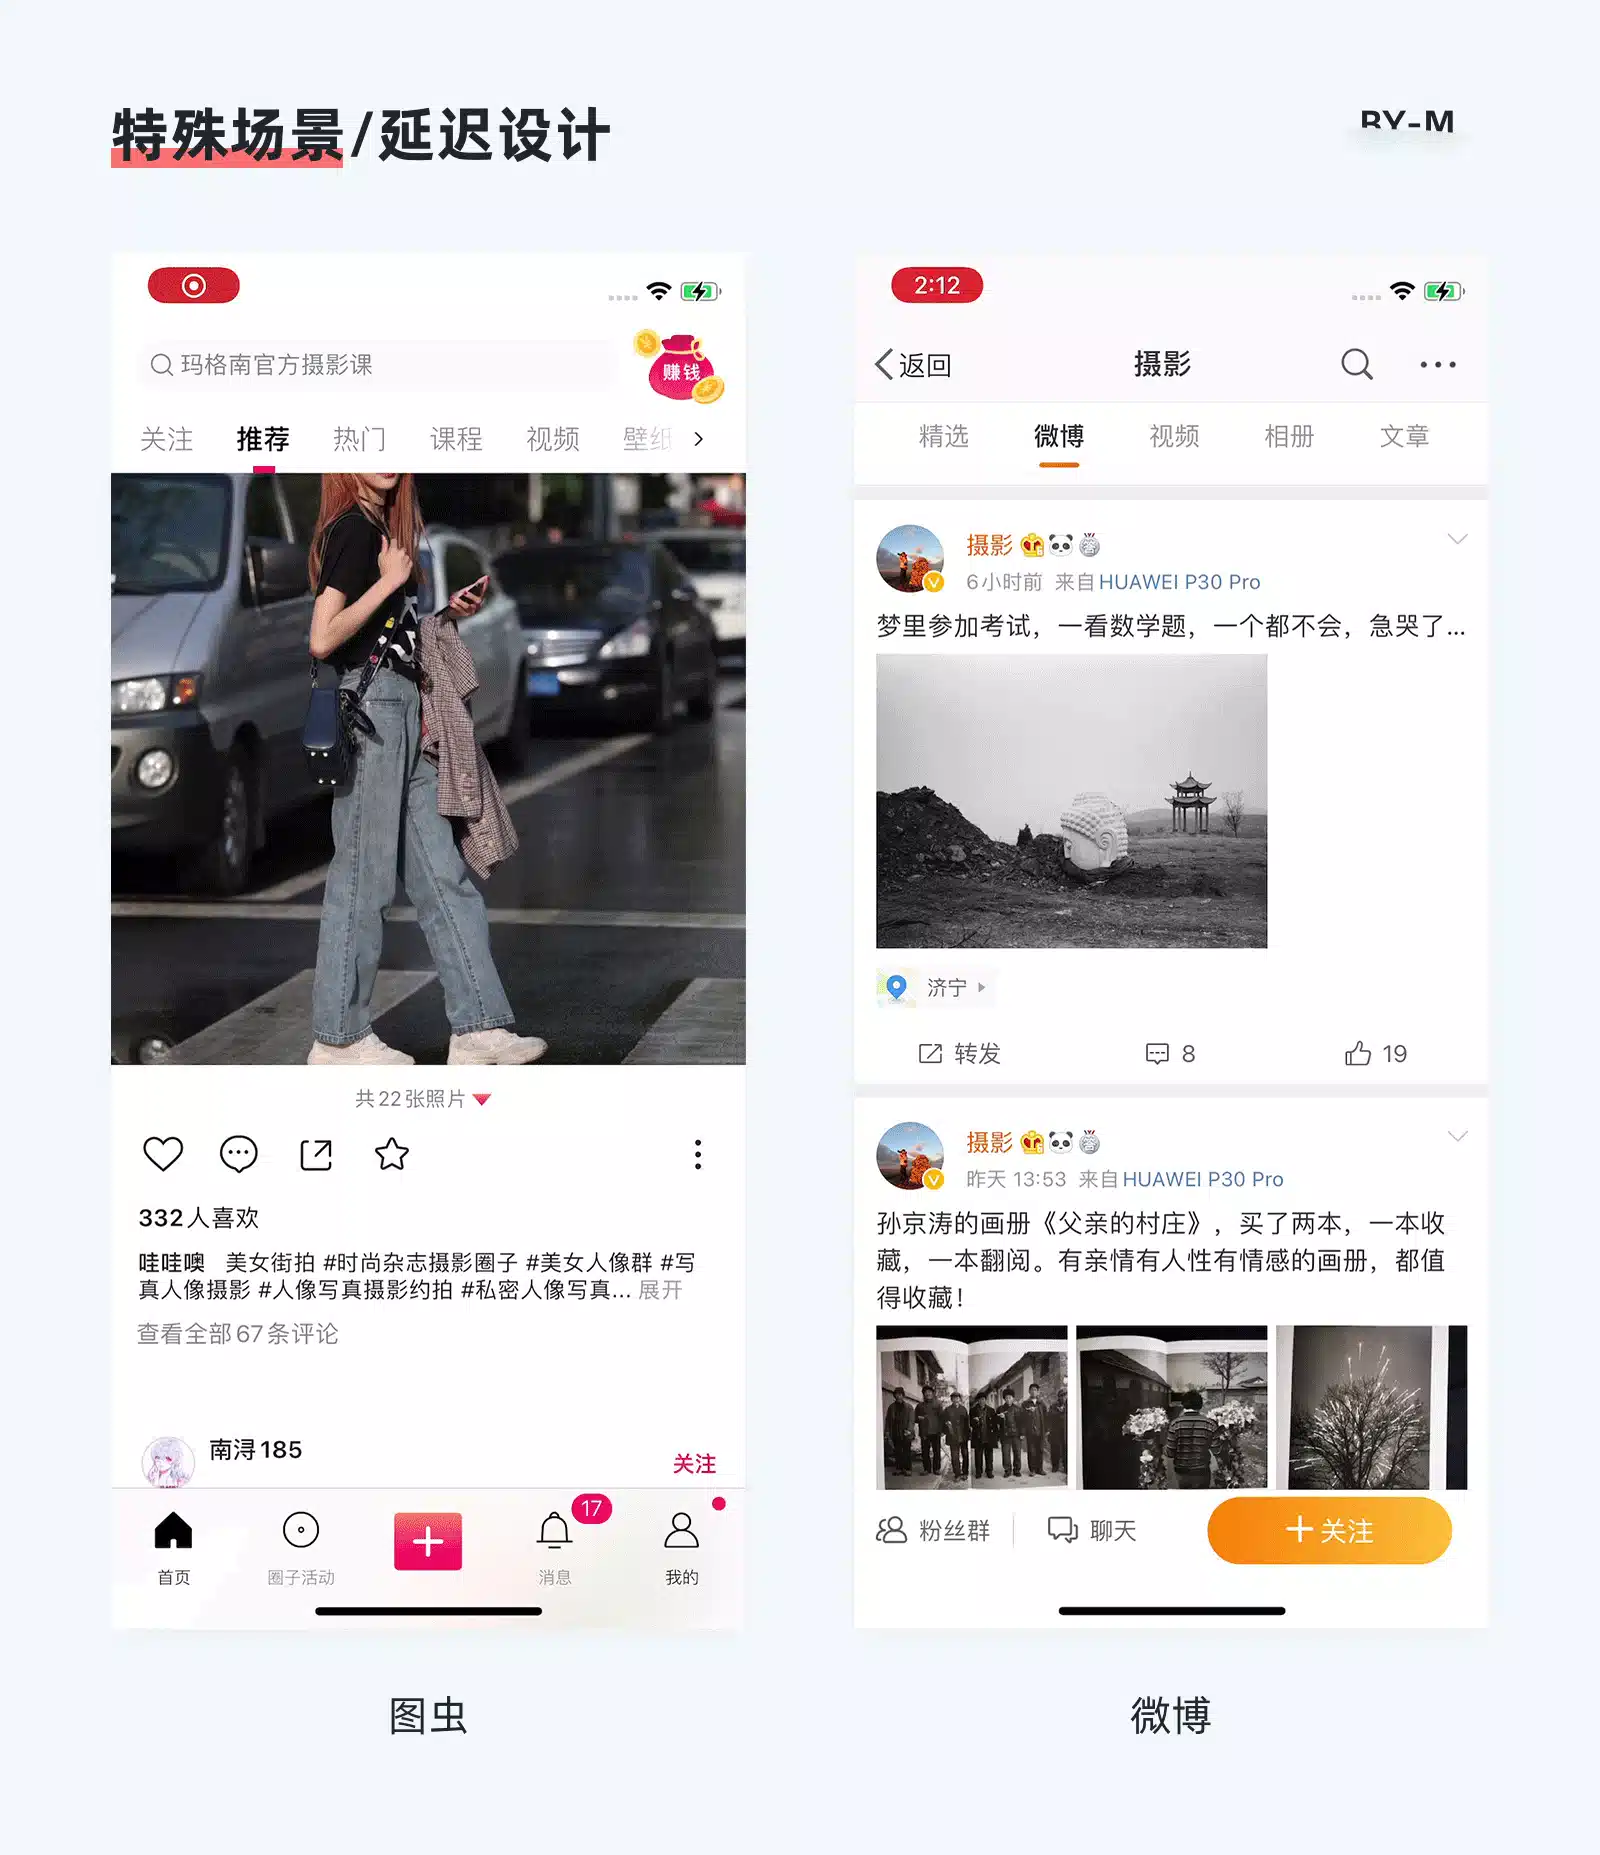 特殊场景/延迟设计
BY-M
玛格南官方摄影课
赚钱
关注 推荐 热门 课程 视频 壁纸
共22张照片
332人喜欢
哇哇噢 美女街拍 #时尚杂志摄影圈子 #美女人像群 #写
真人像摄影 #人像写真摄影约拍 #私密人像写真... 展开
查看全部67条评论
南浔185
关注
17
首页 圈子活动 消息 我的
图虫
2:12
返回 摄影
精选 微博 视频 相册 文章
摄影
6小时前 来自HUAWEI P30 Pro
梦里参加考试，一看数学题，一个都不会，急哭了...
济宁
转发 8 19
摄影
昨天 13:53 来自HUAWEI P30 Pro
孙京涛的画册《父亲的村庄》，买了两本，一本收
藏，一本翻阅。有亲情有人性有情感的画册，都值
得收藏！
粉丝群 聊天 关注
微博